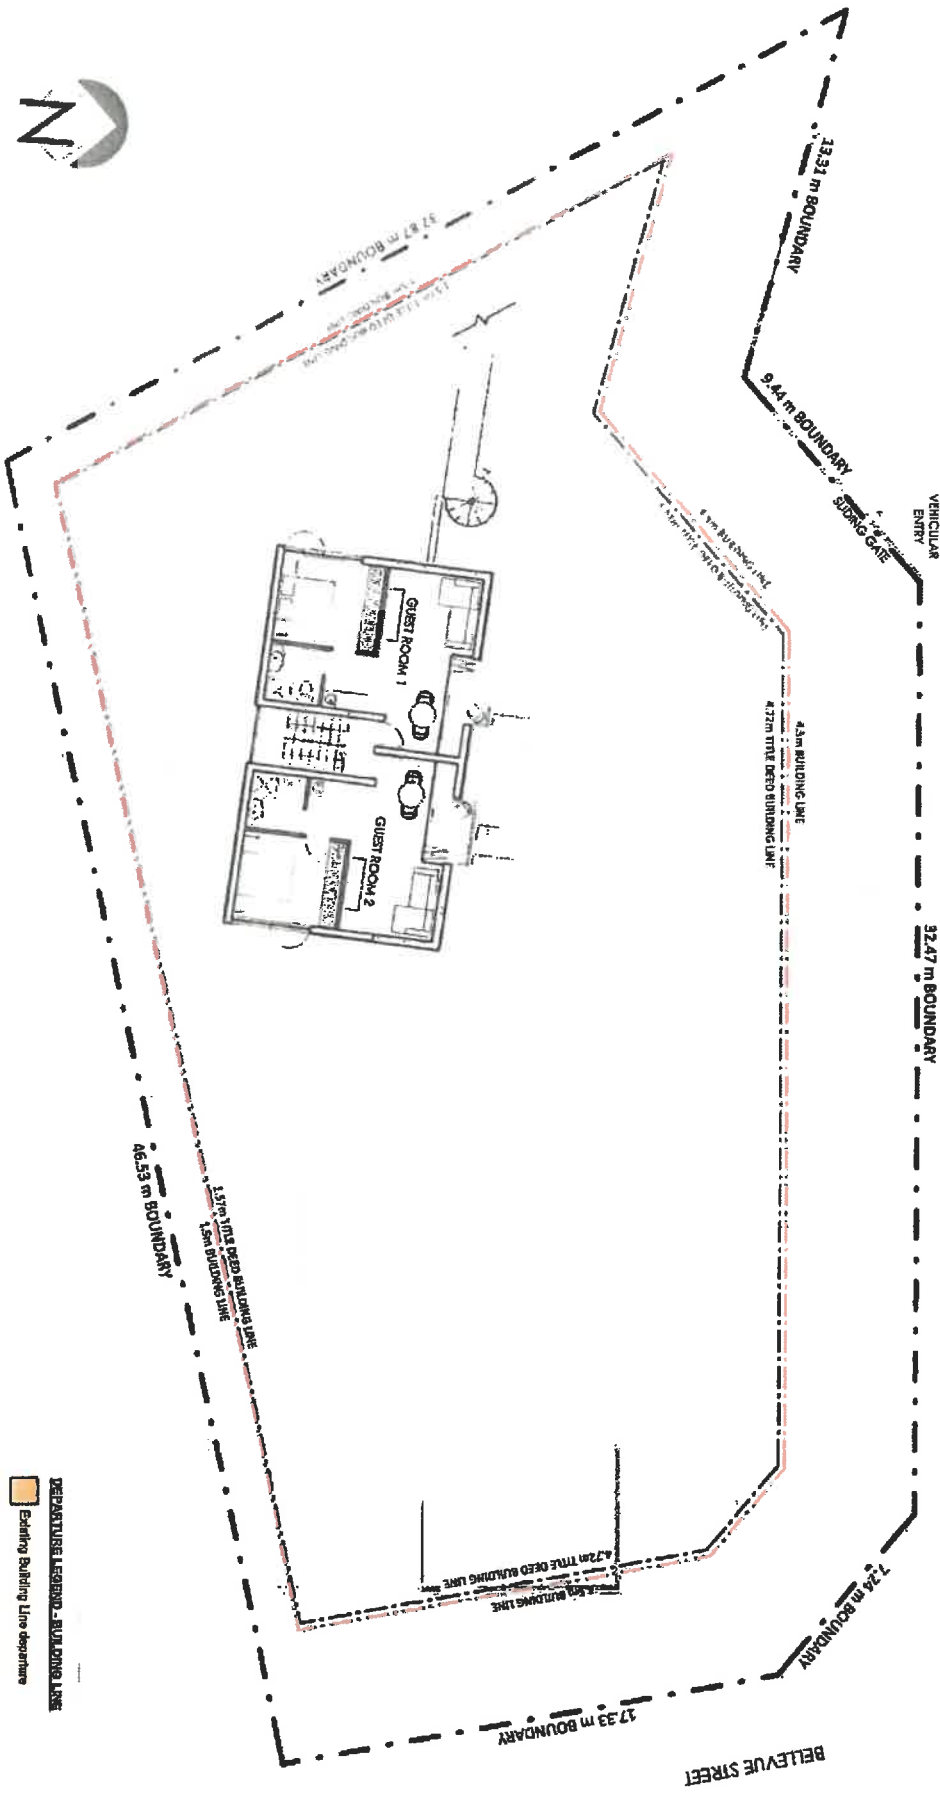 N
13.31 m BOUNDARY
37.87 m BOUNDARY
9.44 m BOUNDARY
SLIDING GATE
VEHICULAR
ENTRY
GUEST ROOM 1
GUEST ROOM 2
4.5m BUILDING LINE
4.72m TITLE DEED BUILDING LINE
32.47 m BOUNDARY
46.53 m BOUNDARY
1.57m TITLE DEED BUILDING LINE
1.5m BUILDING LINE
4.72m TITLE DEED BUILDING LINE
BUILDING LINE
7.24 m BOUNDARY
17.33 m BOUNDARY
BELLEVUE STREET
DEPARTURE LEGEND - BUILDING LINE
Existing Building Line departure